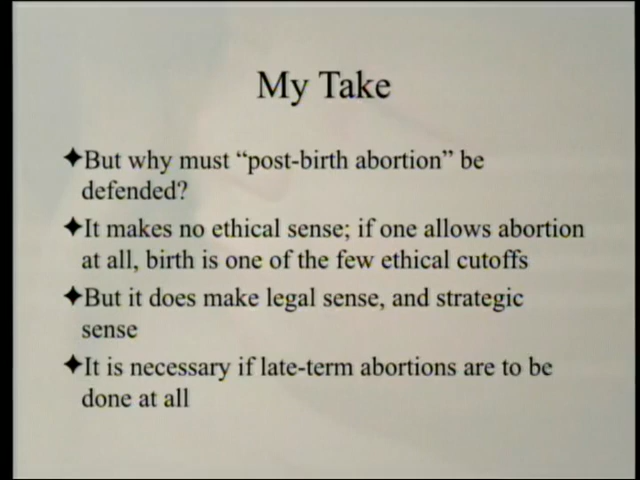 My Take
✦But why must “post-birth abortion” be
defended?
✦It makes no ethical sense; if one allows abortion
at all, birth is one of the few ethical cutoffs
✦But it does make legal sense, and strategic
sense
✦It is necessary if late-term abortions are to be
done at all